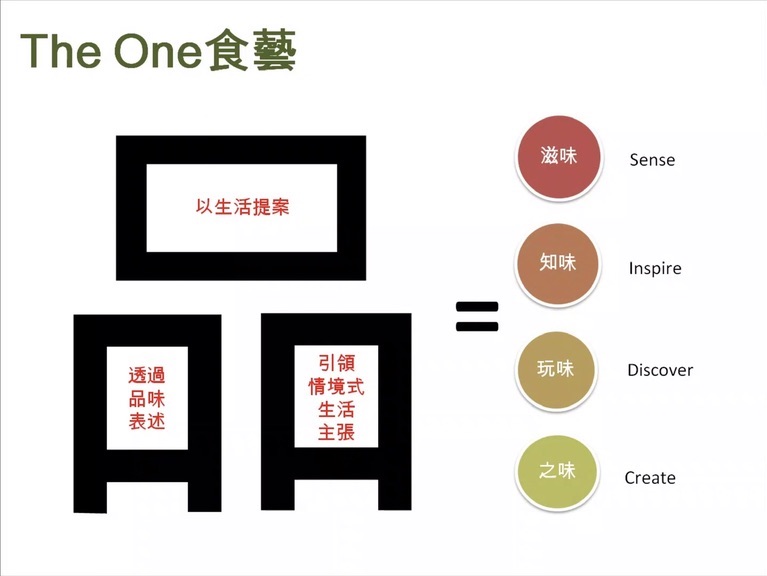 The One食藝
以生活提案
透過
品味
表述
引領
情境式
生活
主張
=
滋味 Sense
知味 Inspire
玩味 Discover
之味 Create